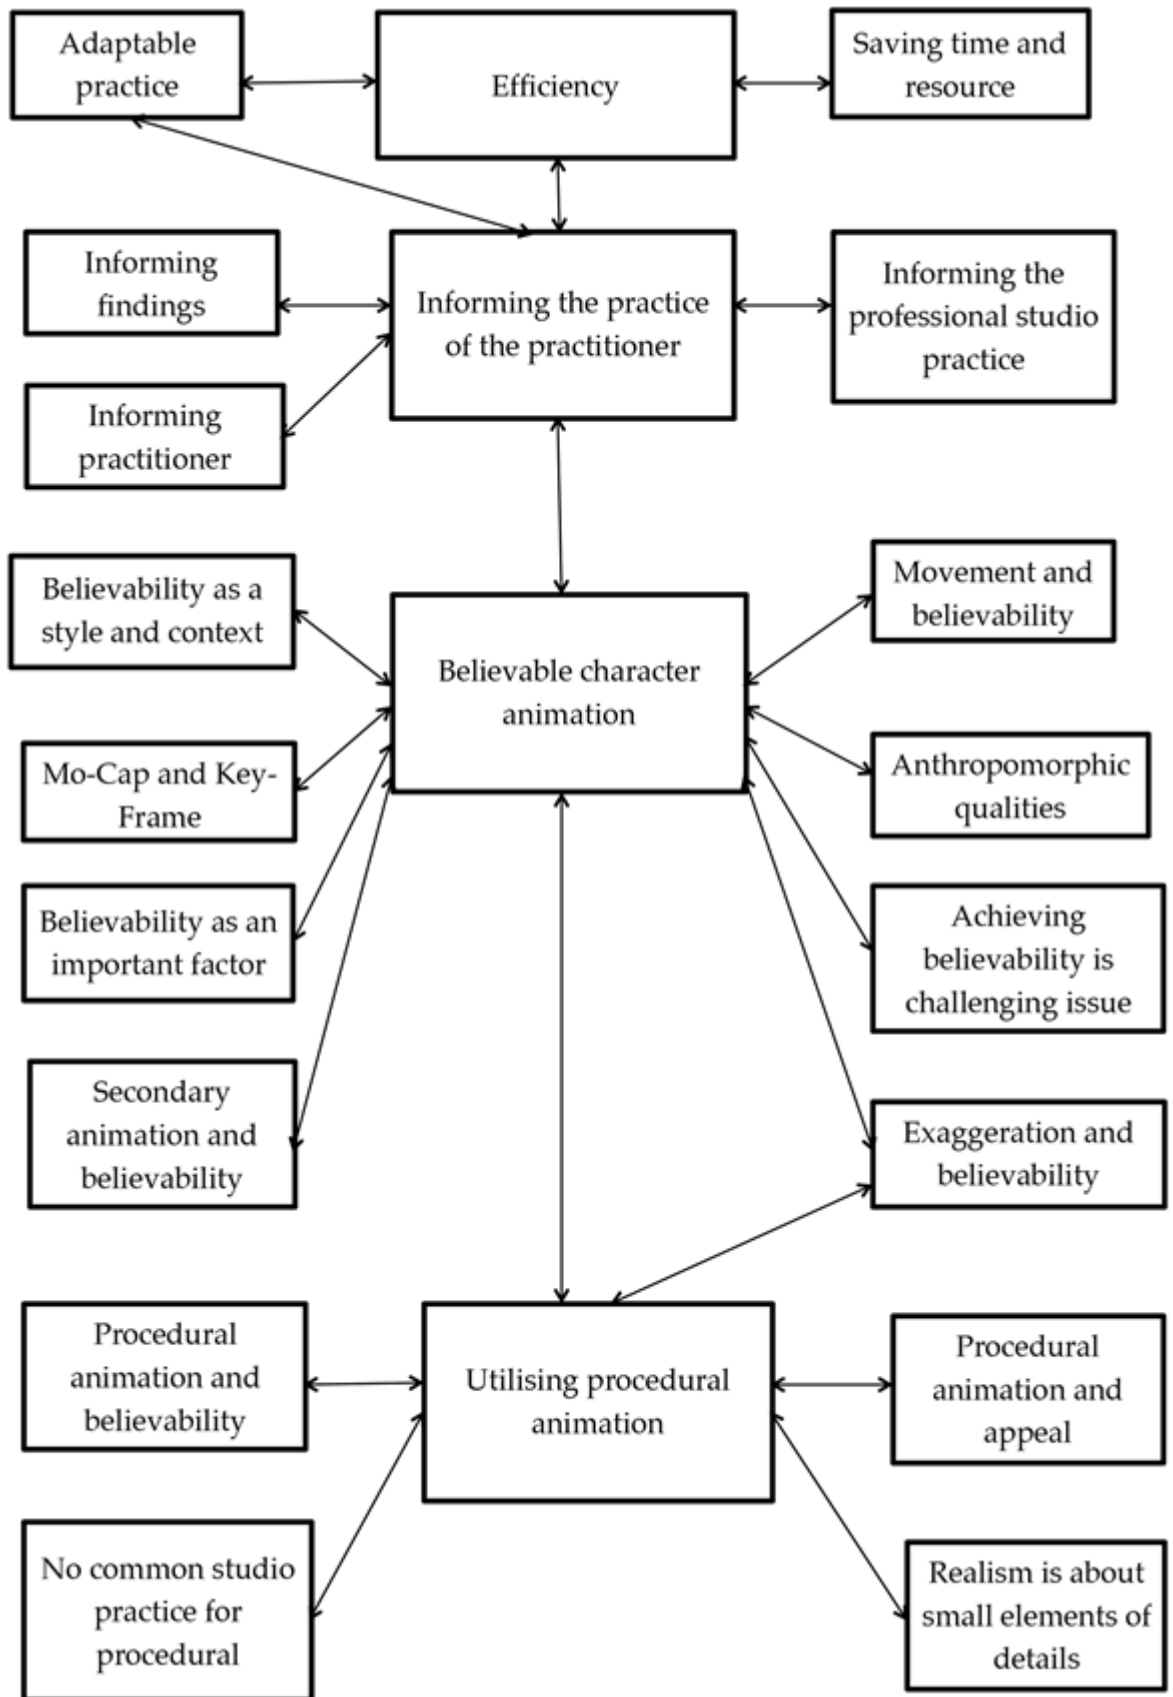 Adaptable
practice
Efficiency
Saving time and
resource
Informing
findings
Informing the practice
of the practitioner
Informing the
professional studio
practice
Informing
practitioner
Believability as a
style and context
Movement and
believability
Believable character
animation
Mo-Cap and Key-
Frame
Anthropomorphic
qualities
Believability as an
important factor
Achieving
believability is
challenging issue
Secondary
animation and
believability
Exaggeration and
believability
Procedural
animation and
believability
Utilising procedural
animation
Procedural
animation and
appeal
No common studio
practice for
procedural
Realism is about
small elements of
details